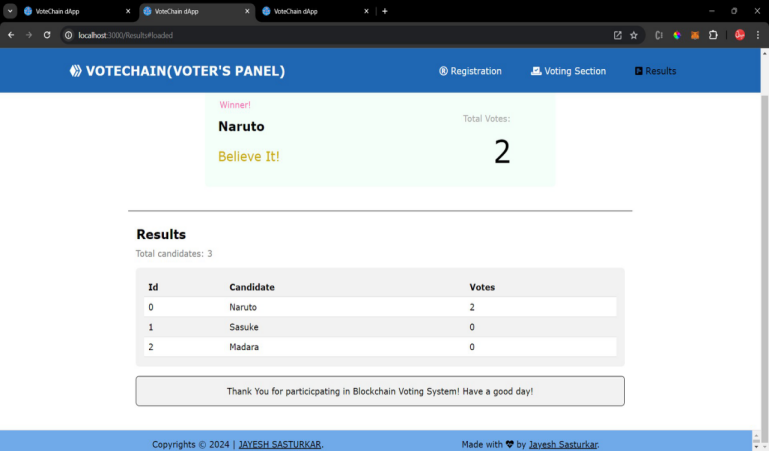 VoteChain dApp
VoteChain dApp
VoteChain dApp
localhost:3000/Results#loaded
VOTECHAIN(VOTER'S PANEL)
Registration
Voting Section
Results
Winner!
Naruto
Total Votes:
Believe It!
2
Results
Total candidates: 3
Id Candidate Votes
0 Naruto 2
1 Sasuke 0
2 Madara 0
Thank You for particicpating in Blockchain Voting System! Have a good day!
Copyrights © 2024 | JAYESH SASTURKAR.
Made with by Jayesh Sasturkar.